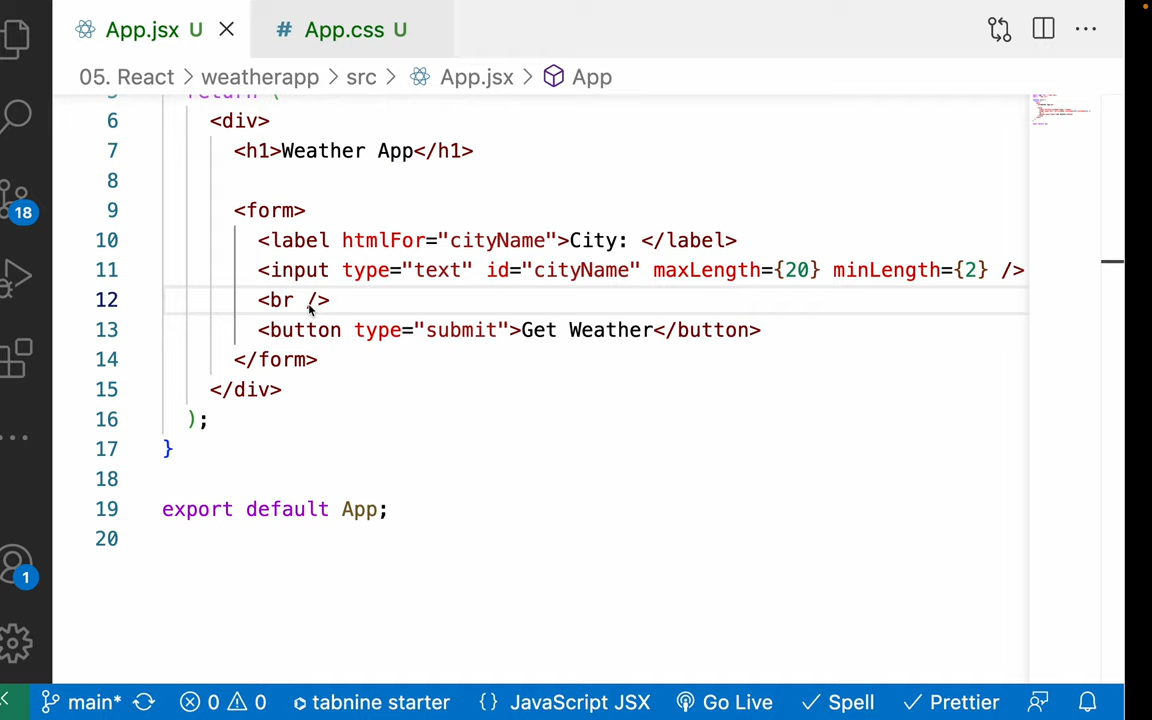 App.jsx U
# App.css U
05. React > weatherapp > src > App.jsx > App
return (
6 <div>
7 <h1>Weather App</h1>
8
9 <form>
10 <label htmlFor="cityName">City: </label>
11 <input type="text" id="cityName" maxLength={20} minLength={2} />
12 <br />
13 <button type="submit">Get Weather</button>
14 </form>
15 </div>
16 );
17 }
18
19 export default App;
20
18
1
main* 0 0 tabnine starter {} JavaScript JSX Go Live Spell Prettier